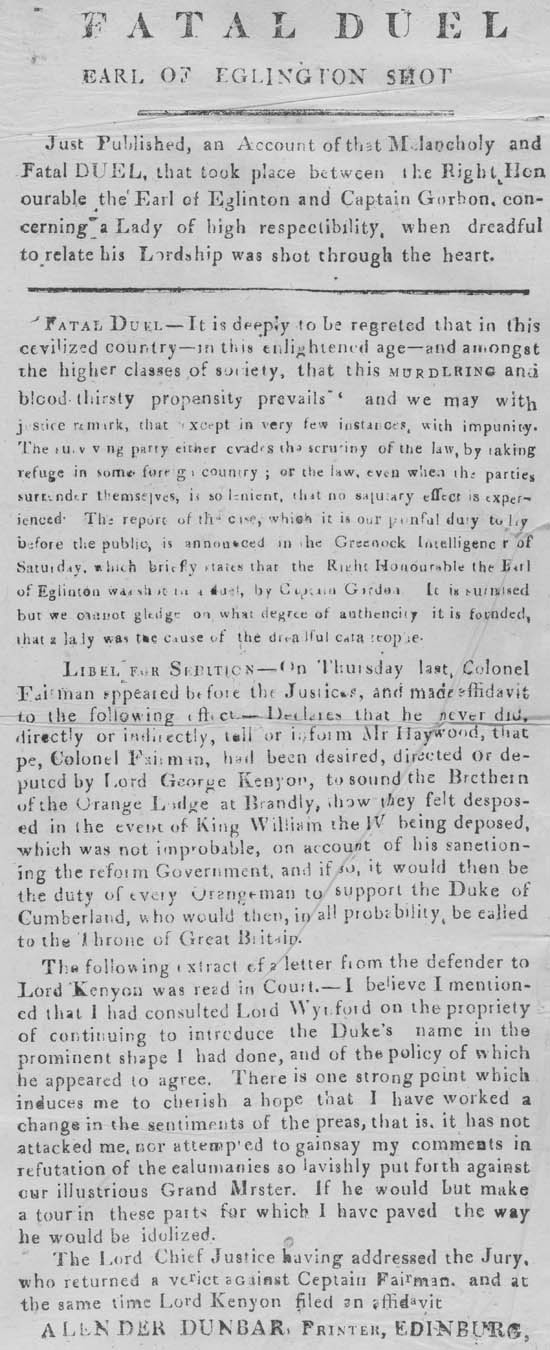 FATAL DUEL
EARL OF EGLINGTON SHOT
Just Published, an Account of that Melancholy and
Fatal DUEL, that took place between the Right Hon
ourable the Earl of Eglinton and Captain Gorbon, con-
cerning a Lady of high respectibility, when dreadful
to relate his Lordship was shot through the heart.
FATAL DUEL—It is deeply to be regretted that in this
cevilized country—in this enlightened age—and amongst
the higher classes of society, that this MURDERING and
blood-thirsty propensity prevails and we may with
justice remark, that except in very few instances, with impunity.
The surviving party either evades the scrutiny of the law, by taking
refuge in some foreign country ; or the law, even when the parties
surrender themselves, is so lenient, that no salutary effect is exper-
ienced. The report of the case, which it is our painful duty to lay
before the public, is announced in the Greenock Intelligencer of
Saturday, which briefly states that the Right Honourable the Earl
of Eglinton was shot in a duel, by Captain Gordon. It is surmised
but we cannot gledge on what degree of authencity it is founded,
that a lady was the cause of the dreadful catastrophe.
LIBEL FOR SEDITION—On Thursday last, Colonel
Fairman appeared before the Justices, and made affidavit
to the following effect.—Declares that he never did,
directly or indirectly, tell or inform Mr Haywood, that
he, Colonel Fairman, had been desired, directed or de-
puted by Lord George Kenyon, to sound the Brethern
of the Orange Lodge at Brandly, how they felt despos-
ed in the event of King William the IV being deposed,
which was not improbable, on account of his sanction-
ing the reform Government, and if so, it would then be
the duty of every Orangeman to support the Duke of
Cumberland, who would then, in all probability, be ealled
to the Throne of Great Britain.
The following extract of a letter from the defender to
Lord Kenyon was read in Court.—I believe I mention-
ed that I had consulted Lord Wynford on the propriety
of continuing to introduce the Duke's name in the
prominent shape I had done, and of the policy of which
he appeared to agree. There is one strong point which
induces me to cherish a hope that I have worked a
change in the sentiments of the preas, that is, it has not
attacked me, nor attemp'ed to gainsay my comments in
refutation of the ealumanies so lavishly put forth against
our illustrious Grand Mrster. If he would but make
a tour in these parts for which I have paved the way
he would be idolized.
The Lord Chief Justice having addressed the Jury,
who returned a verict against Ceptain Fairman. and at
the same time Lord Kenyon filed an affidavit
ALENDER DUNBAR, PRINTER, EDINBURG,